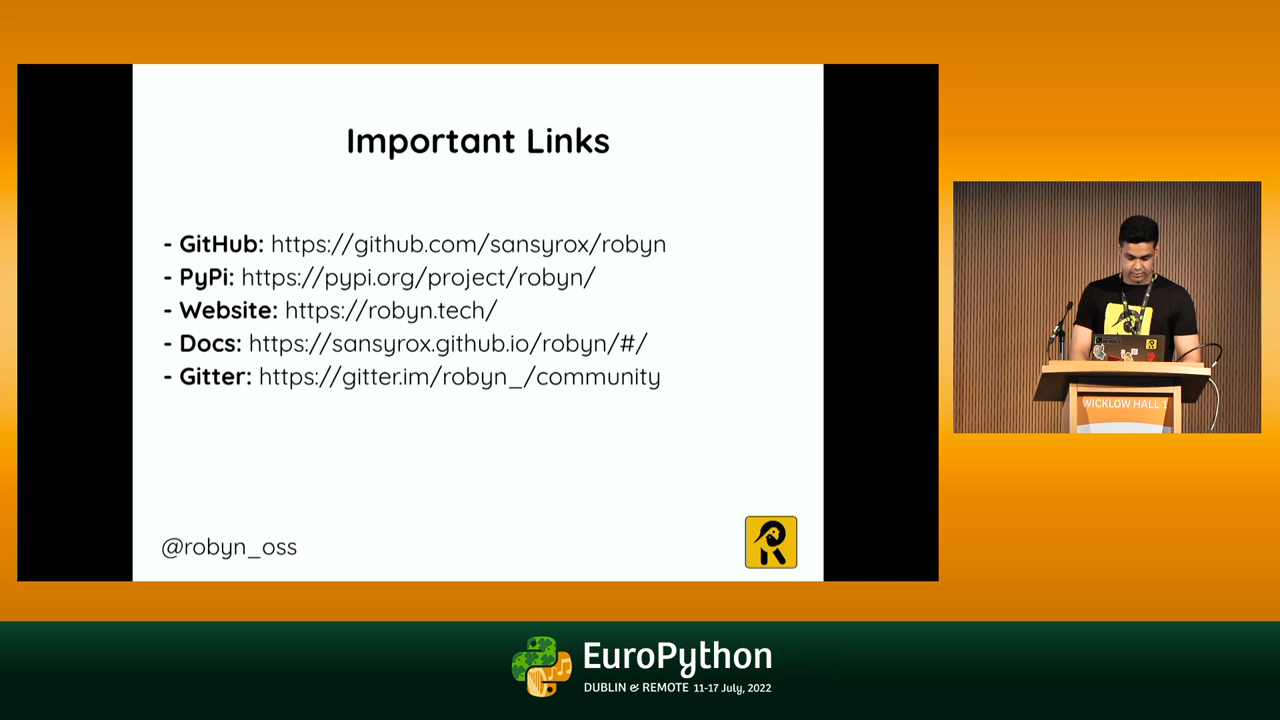 Important Links
- GitHub: https://github.com/sansyrox/robyn
- PyPi: https://pypi.org/project/robyn/
- Website: https://robyn.tech/
- Docs: https://sansyrox.github.io/robyn/#/
- Gitter: https://gitter.im/robyn_/community
@robyn_oss
R
WICKLOW HALL 1
EuroPython
DUBLIN & REMOTE 11-17 July, 2022